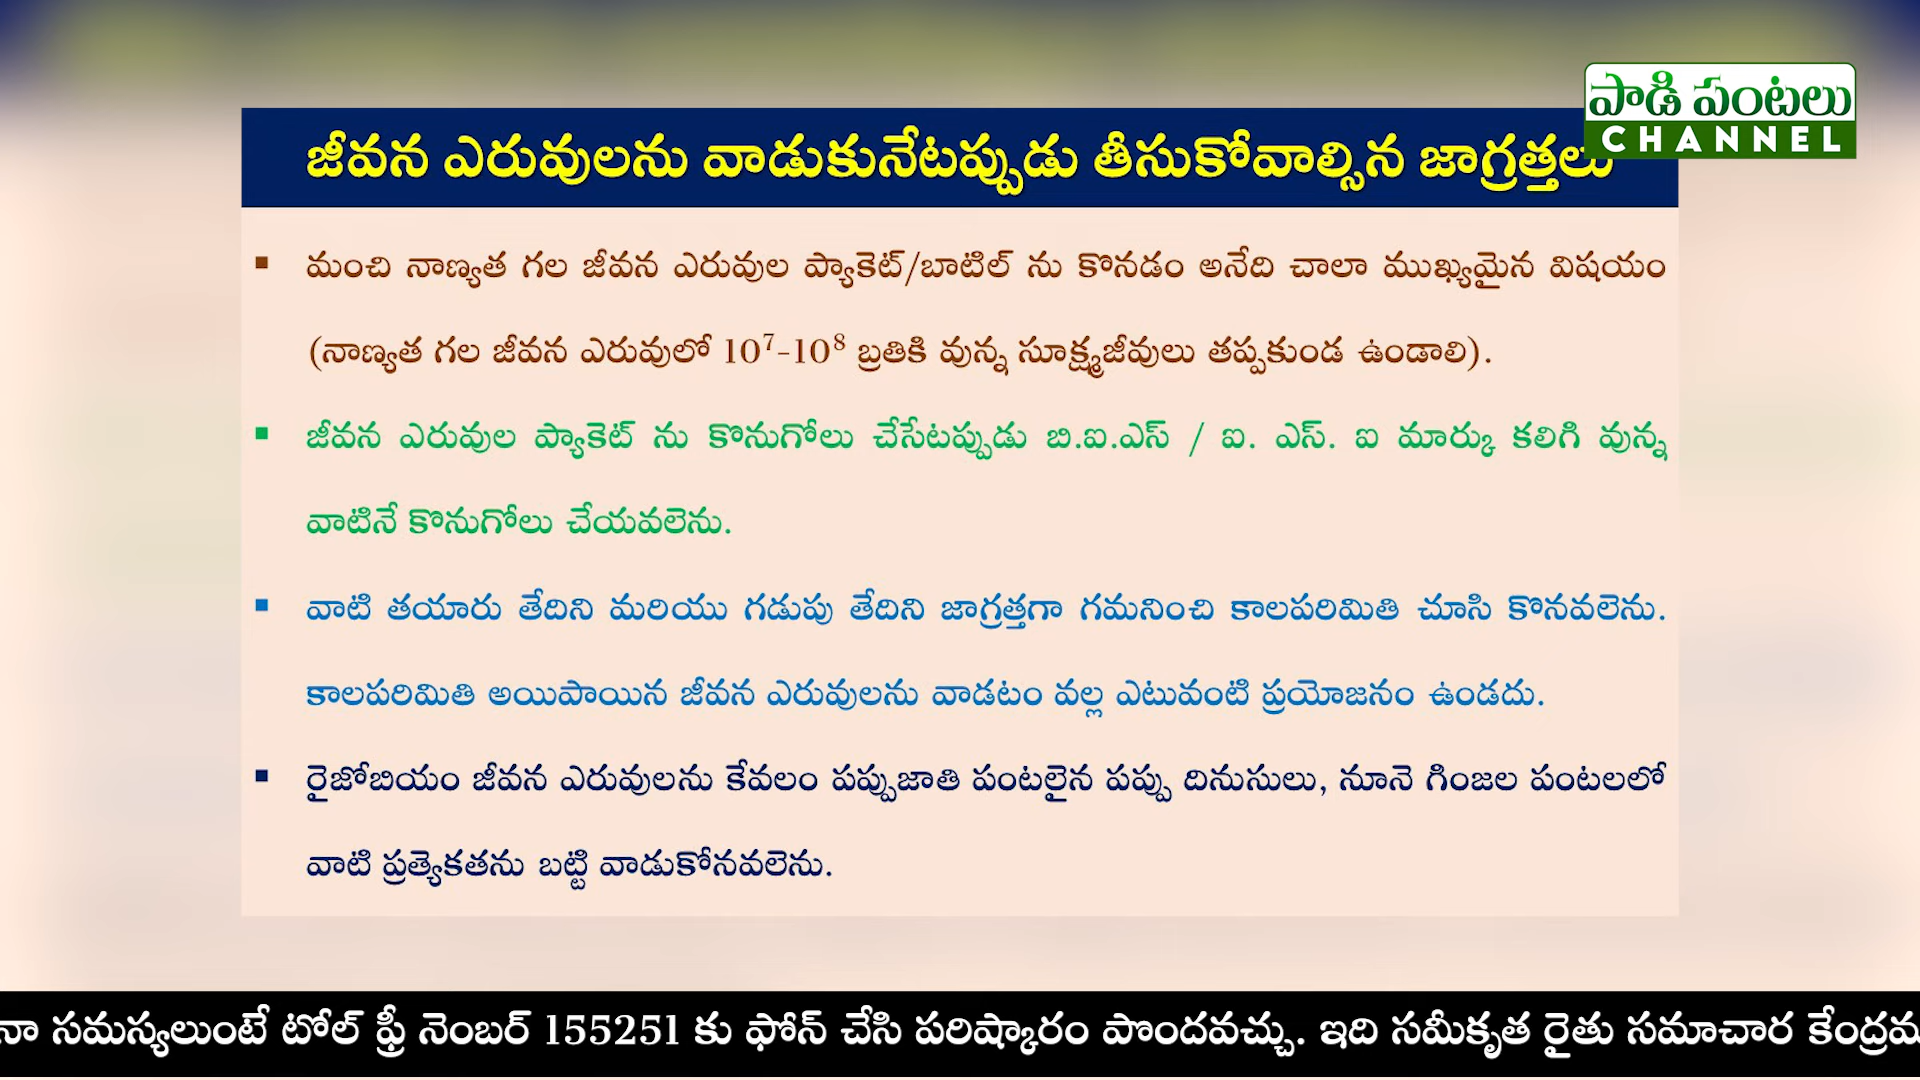 పాడి పంటలు
CHANNEL
జీవన ఎరువులను వాడుకునేటప్పుడు తీసుకోవాల్సిన జాగ్రత్తలు
▪ మంచి నాణ్యత గల జీవన ఎరువుల ప్యాకెట్/బాటిల్ ను కొనడం అనేది చాలా ముఖ్యమైన విషయం
(నాణ్యత గల జీవన ఎరువులో 10⁷-10⁸ బ్రతికి వున్న సూక్ష్మజీవులు తప్పకుండ ఉండాలి).
▪ జీవన ఎరువుల ప్యాకెట్ ను కొనుగోలు చేసేటప్పుడు బి.ఐ.ఎస్ / ఐ. ఎస్. ఐ మార్కు కలిగి వున్న
వాటినే కొనుగోలు చేయవలెను.
▪ వాటి తయారు తేదిని మరియు గడుపు తేదిని జాగ్రత్తగా గమనించి కాలపరిమితి చూసి కొనవలెను.
కాలపరిమితి అయిపొయిన జీవన ఎరువులను వాడటం వల్ల ఎటువంటి ప్రయోజనం ఉండదు.
▪ రైజోబియం జీవన ఎరువులను కేవలం పప్పుజాతి పంటలైన పప్పు దినుసులు, నూనె గింజల పంటలలో
వాటి ప్రత్యెకతను బట్టి వాడుకోనవలెను.
నా సమస్యలుంటే టోల్ ఫ్రీ నెంబర్ 155251 కు ఫోన్ చేసి పరిష్కారం పొందవచ్చు. ఇది సమీకృత రైతు సమాచార